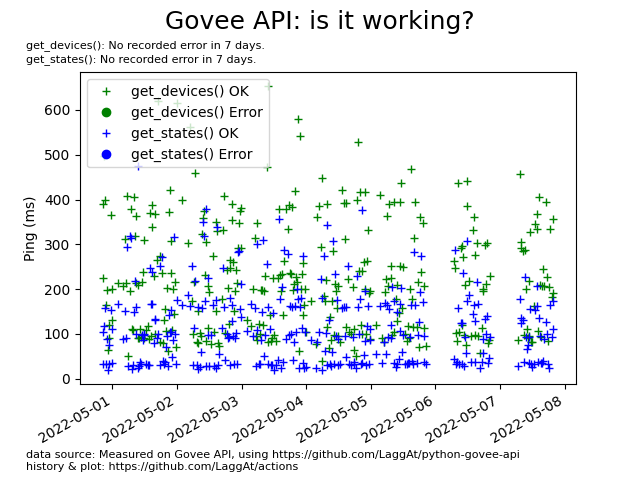 Govee API: is it working?
get_devices(): No recorded error in 7 days.
get_states(): No recorded error in 7 days.
get_devices() OK
get_devices() Error
get_states() OK
get_states() Error
600
500
400
300
200
100
0
Ping (ms)
2022-05-01
2022-05-02
2022-05-03
2022-05-04
2022-05-05
2022-05-06
2022-05-07
2022-05-08
data source: Measured on Govee API, using https://github.com/LaggAt/python-govee-api
history & plot: https://github.com/LaggAt/actions